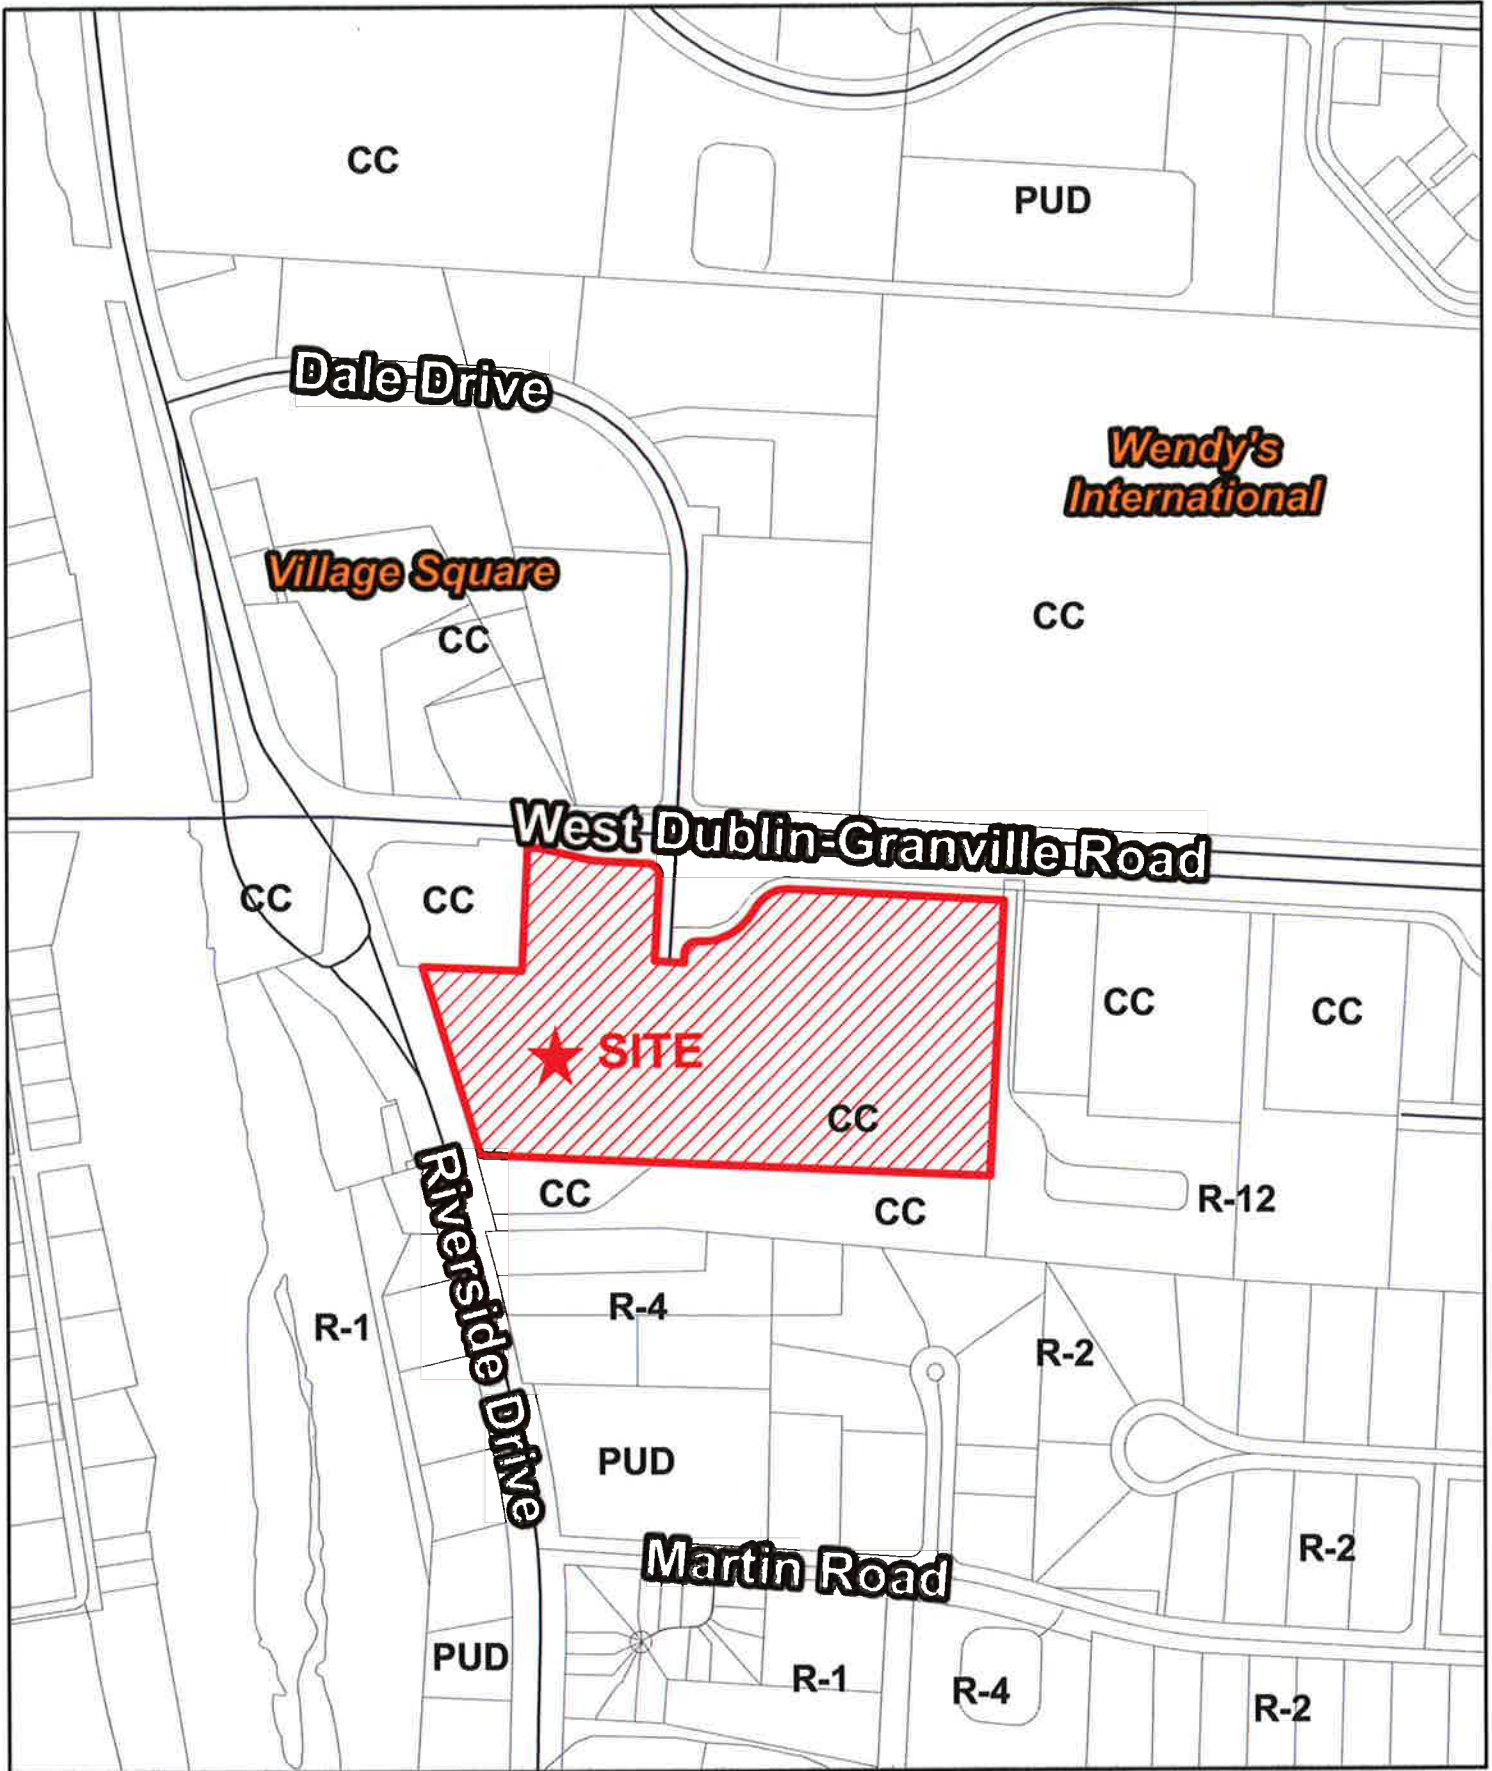 CC
PUD
Dale Drive
Wendy's
International
Village Square
CC
CC
West Dublin-Granville Road
CC
CC
CC
CC
SITE
CC
Riverside Drive
CC
CC
R-12
R-1
R-4
R-2
PUD
R-2
Martin Road
PUD
R-1
R-4
R-2